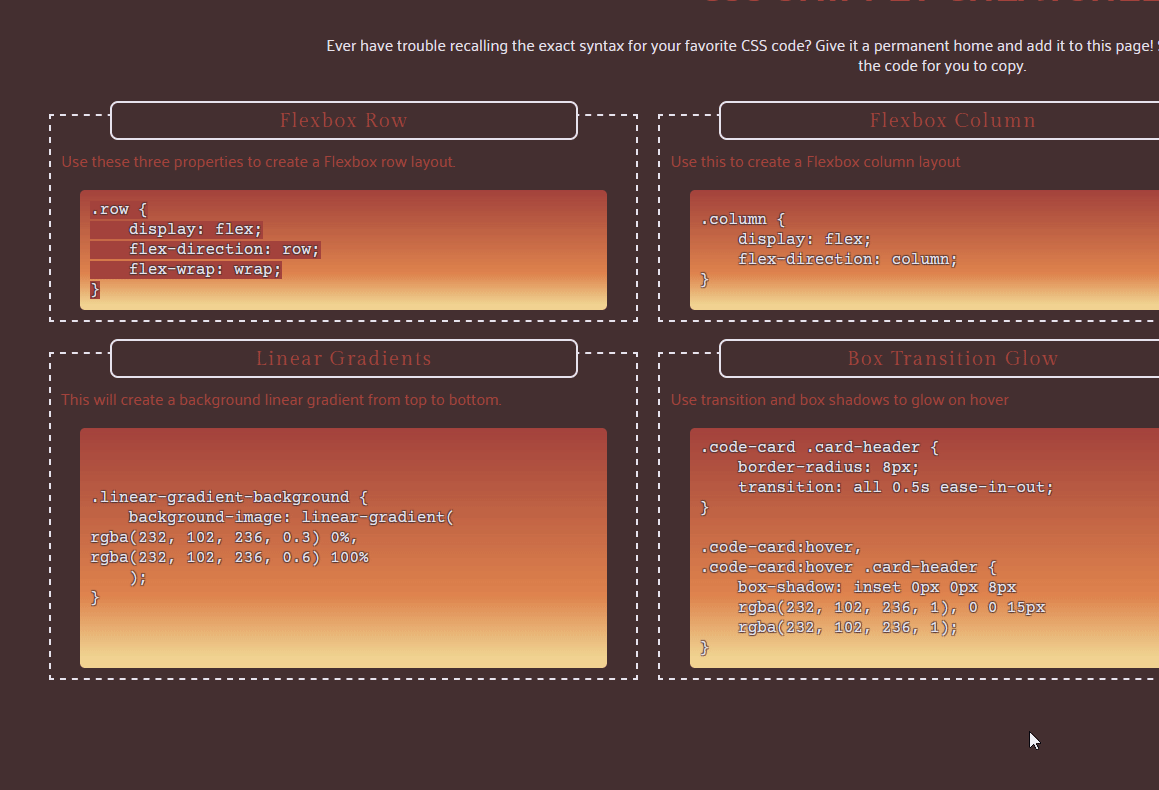 Ever have trouble recalling the exact syntax for your favorite CSS code? Give it a permanent home and add it to this page!
the code for you to copy.
Flexbox Row
Use these three properties to create a Flexbox row layout.
.row {
    display: flex;
    flex-direction: row;
    flex-wrap: wrap;
}
Flexbox Column
Use this to create a Flexbox column layout
.column {
    display: flex;
    flex-direction: column;
}
Linear Gradients
This will create a background linear gradient from top to bottom.
.linear-gradient-background {
    background-image: linear-gradient(
rgba(232, 102, 236, 0.3) 0%,
rgba(232, 102, 236, 0.6) 100%
    );
}
Box Transition Glow
Use transition and box shadows to glow on hover
.code-card .card-header {
    border-radius: 8px;
    transition: all 0.5s ease-in-out;
}
.code-card:hover,
.code-card:hover .card-header {
    box-shadow: inset 0px 0px 8px
    rgba(232, 102, 236, 1), 0 0 15px
    rgba(232, 102, 236, 1);
}